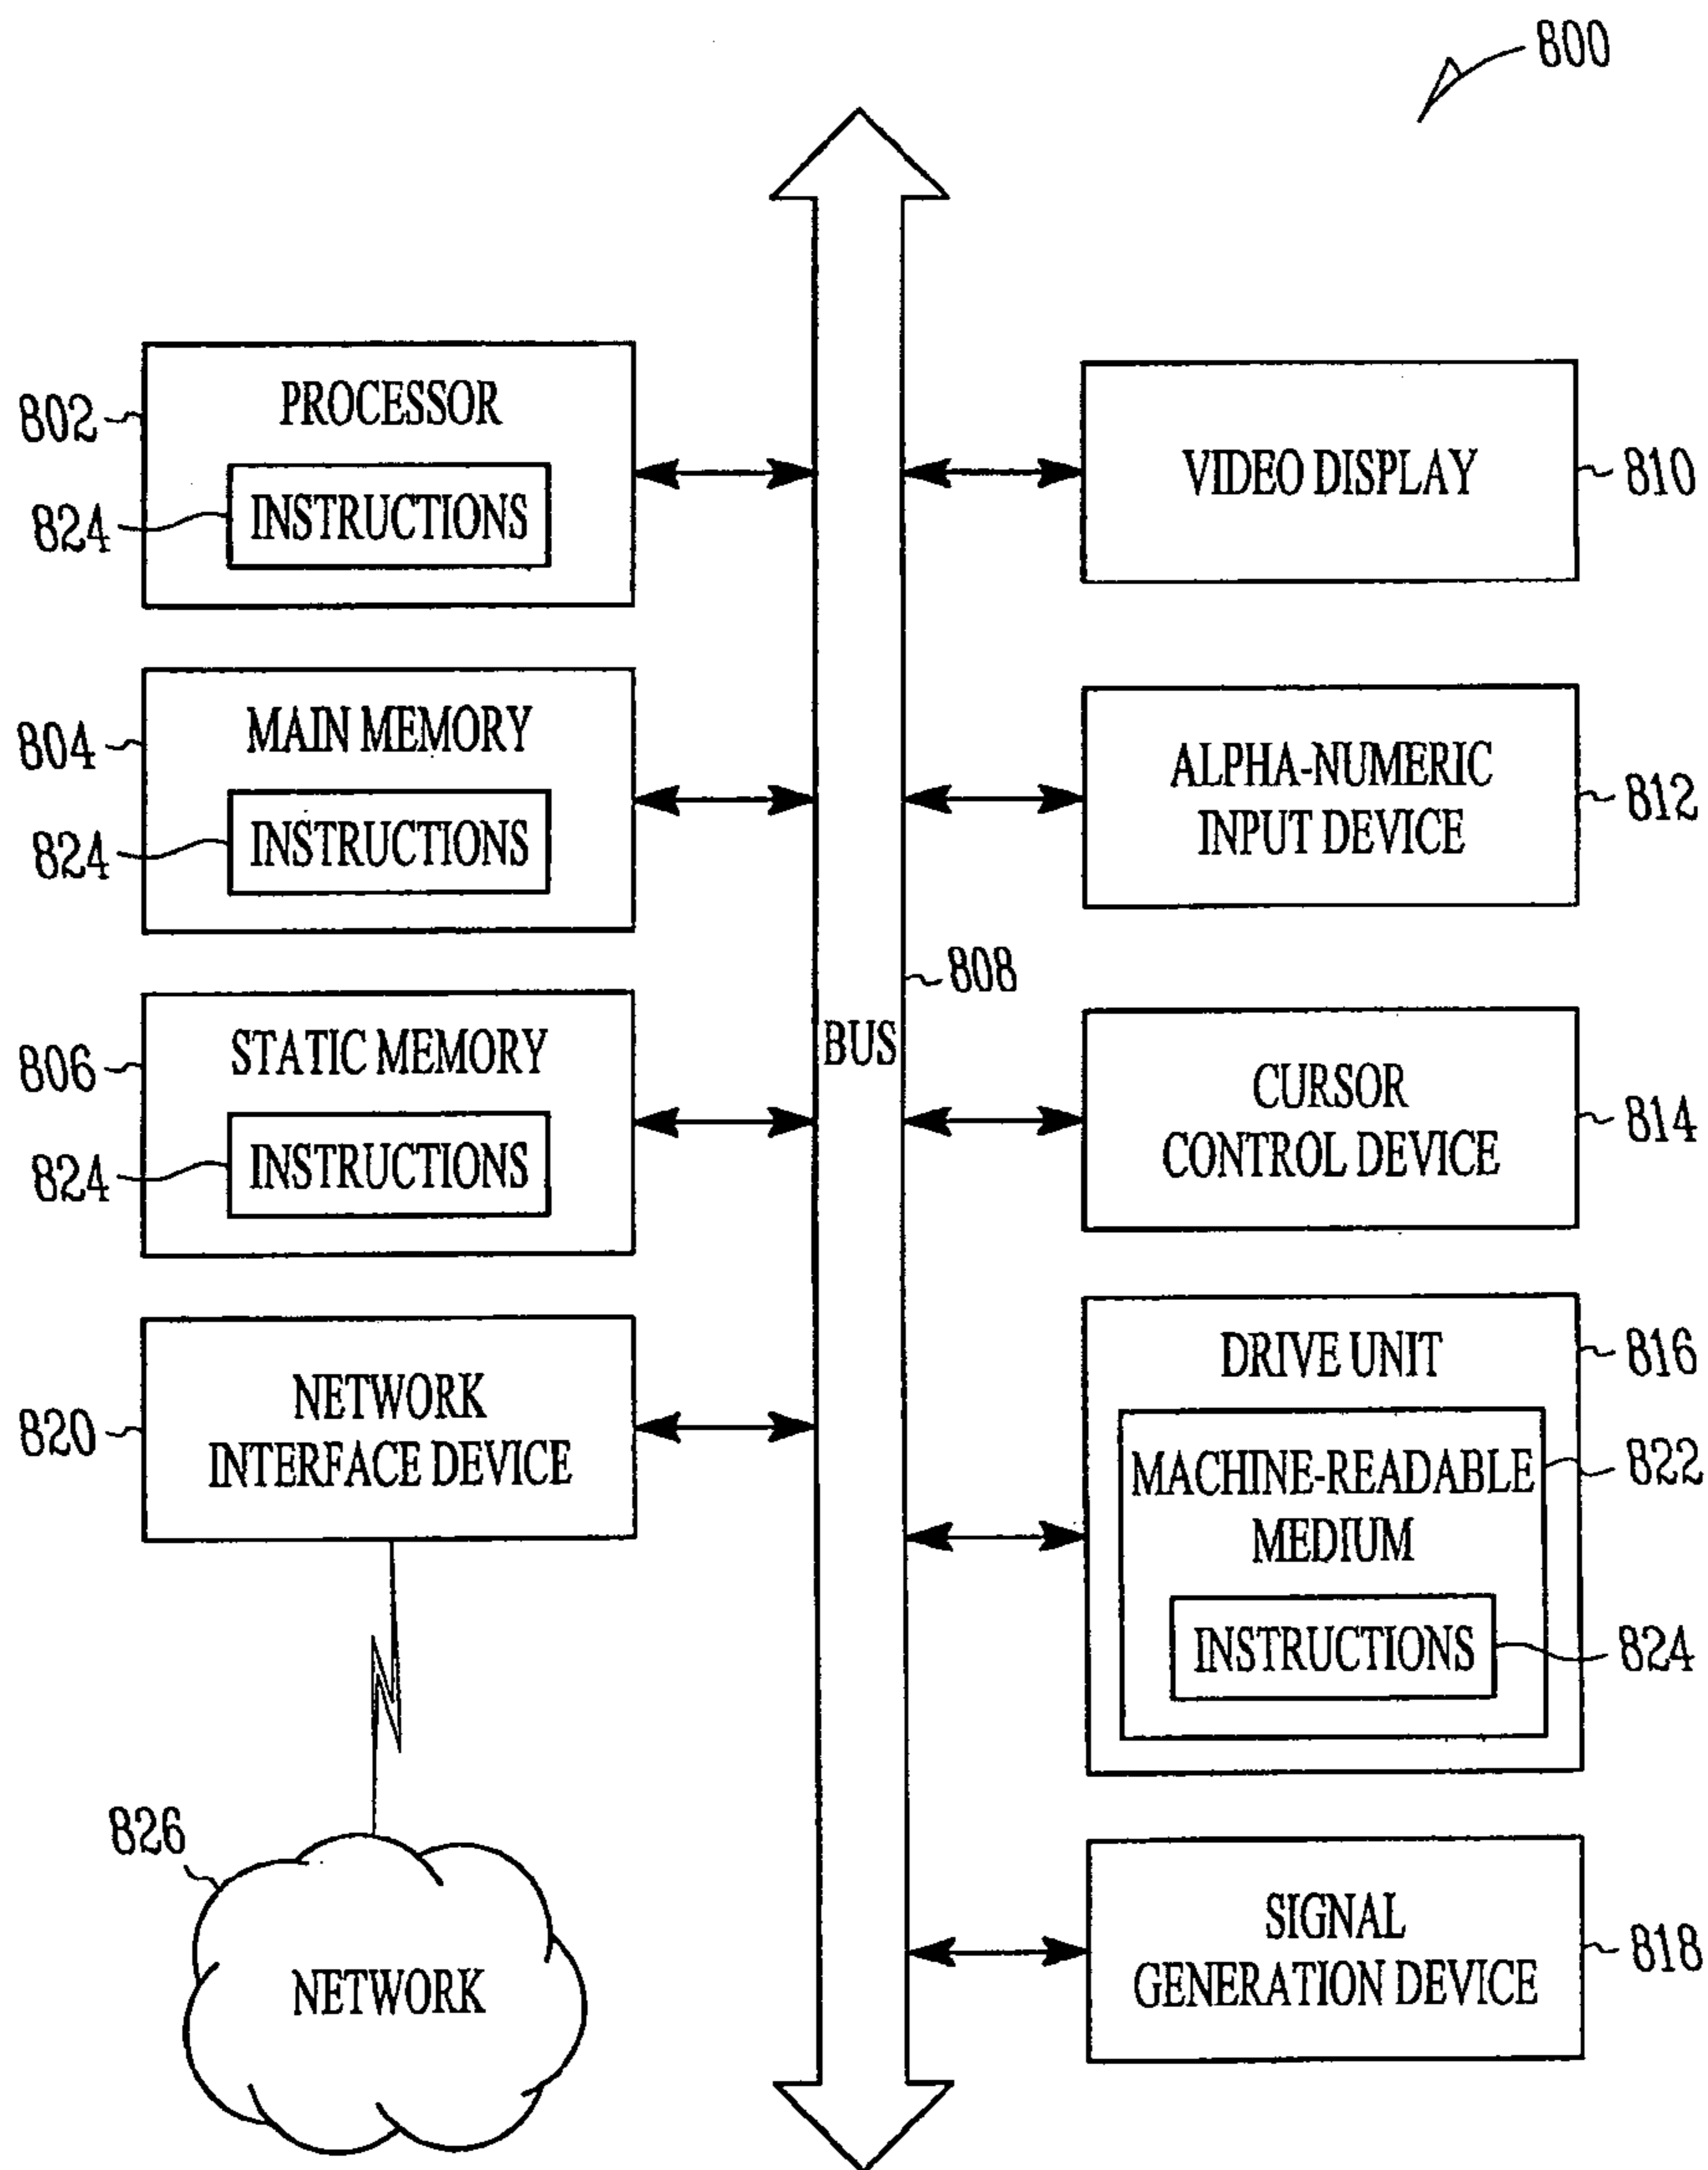 800
802
PROCESSOR
824
INSTRUCTIONS
804
MAIN MEMORY
824
INSTRUCTIONS
806
STATIC MEMORY
824
INSTRUCTIONS
820
NETWORK
INTERFACE DEVICE
826
NETWORK
BUS
808
VIDEO DISPLAY
810
ALPHA-NUMERIC
INPUT DEVICE
812
CURSOR
CONTROL DEVICE
814
DRIVE UNIT
816
MACHINE-READABLE
MEDIUM
822
INSTRUCTIONS
824
SIGNAL
GENERATION DEVICE
818